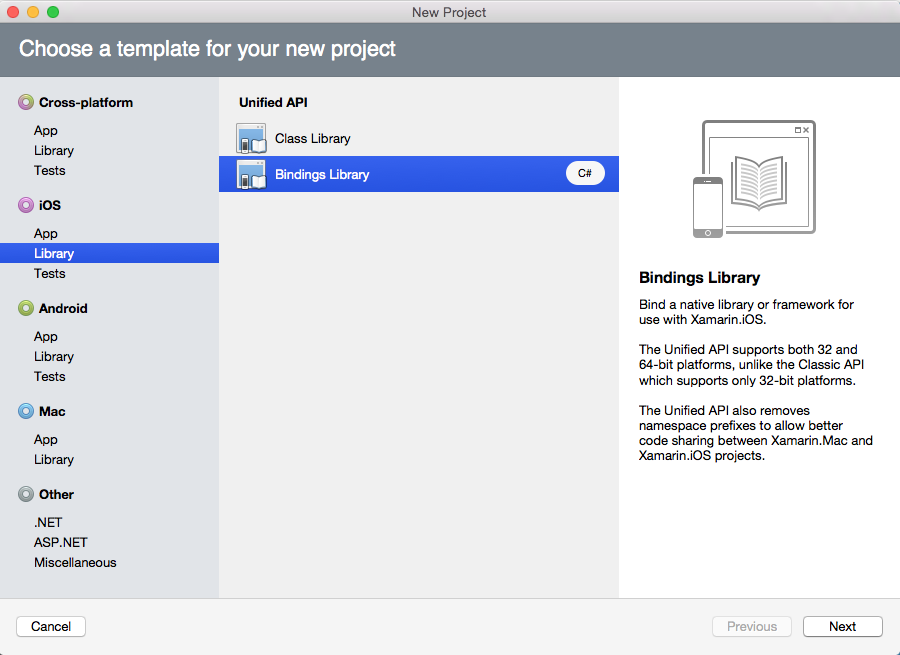 New Project
Choose a template for your new project
Cross-platform
App
Library
Tests
iOS
App
Library
Tests
Android
App
Library
Tests
Mac
App
Library
Other
.NET
ASP.NET
Miscellaneous
Unified API
Class Library
Bindings Library
C#
Bindings Library
Bind a native library or framework for
use with Xamarin.iOS.
The Unified API supports both 32 and
64-bit platforms, unlike the Classic API
which supports only 32-bit platforms.
The Unified API also removes
namespace prefixes to allow better
code sharing between Xamarin.Mac and
Xamarin.iOS projects.
Cancel
Previous
Next